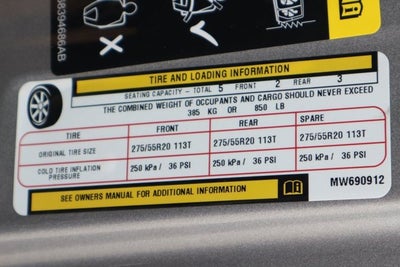 68394686AB
TIRE AND LOADING INFORMATION
SEATING CAPACITY - TOTAL 5 FRONT 2 REAR 3
THE COMBINED WEIGHT OF OCCUPANTS AND CARGO SHOULD NEVER EXCEED
385 KG OR 850 LB
TIRE FRONT REAR SPARE
ORIGINAL TIRE SIZE 275/55R20 113T 275/55R20 113T 275/55R20 113T
COLD TIRE INFLATION PRESSURE 250 kPa / 36 PSI 250 kPa / 36 PSI 250 kPa / 36 PSI
SEE OWNERS MANUAL FOR ADDITIONAL INFORMATION
MW690912